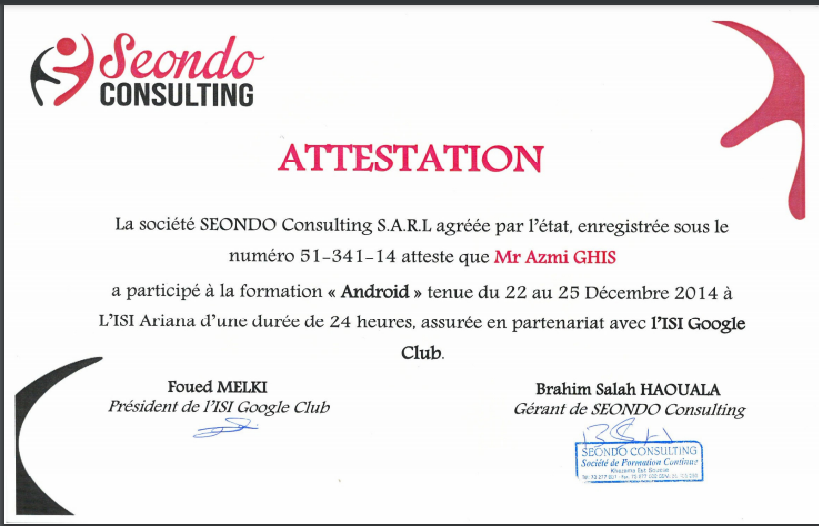 Seondo
CONSULTING
ATTESTATION
La société SEONDO Consulting S.A.R.L agréée par l'état, enregistrée sous le
numéro 51-341-14 atteste que Mr Azmi GHIS
a participé à la formation « Android » tenue du 22 au 25 Décembre 2014 à
L'ISI Ariana d'une durée de 24 heures, assurée en partenariat avec l'ISI Google
Club.
Foued MELKI
Président de l'ISI Google Club
Brahim Salah HAOUALA
Gérant de SEONDO Consulting
SEONDO CONSULTING
Société de Formation Continue